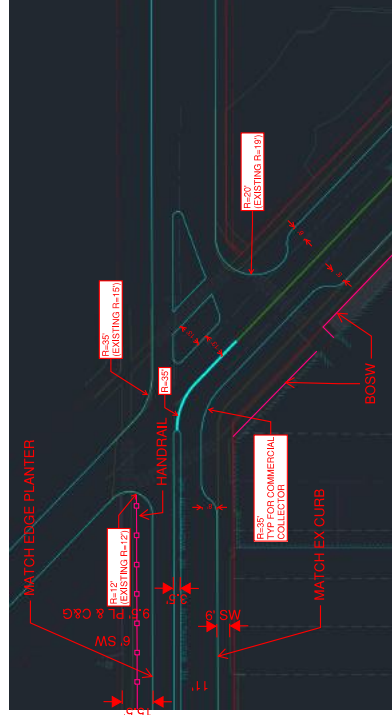 MATCH EDGE PLANTER
R=35'
(EXISTING R=15')
R=20'
(EXISTING R=19')
R=35'
HANDRAIL
R=12'
(EXISTING R=12')
9.5' PL & C&G
6' SW
15.5'
R=35'
TYP FOR COMMERCIAL
COLLECTOR
BOSW
MATCH EX CURB
6' SW
11'